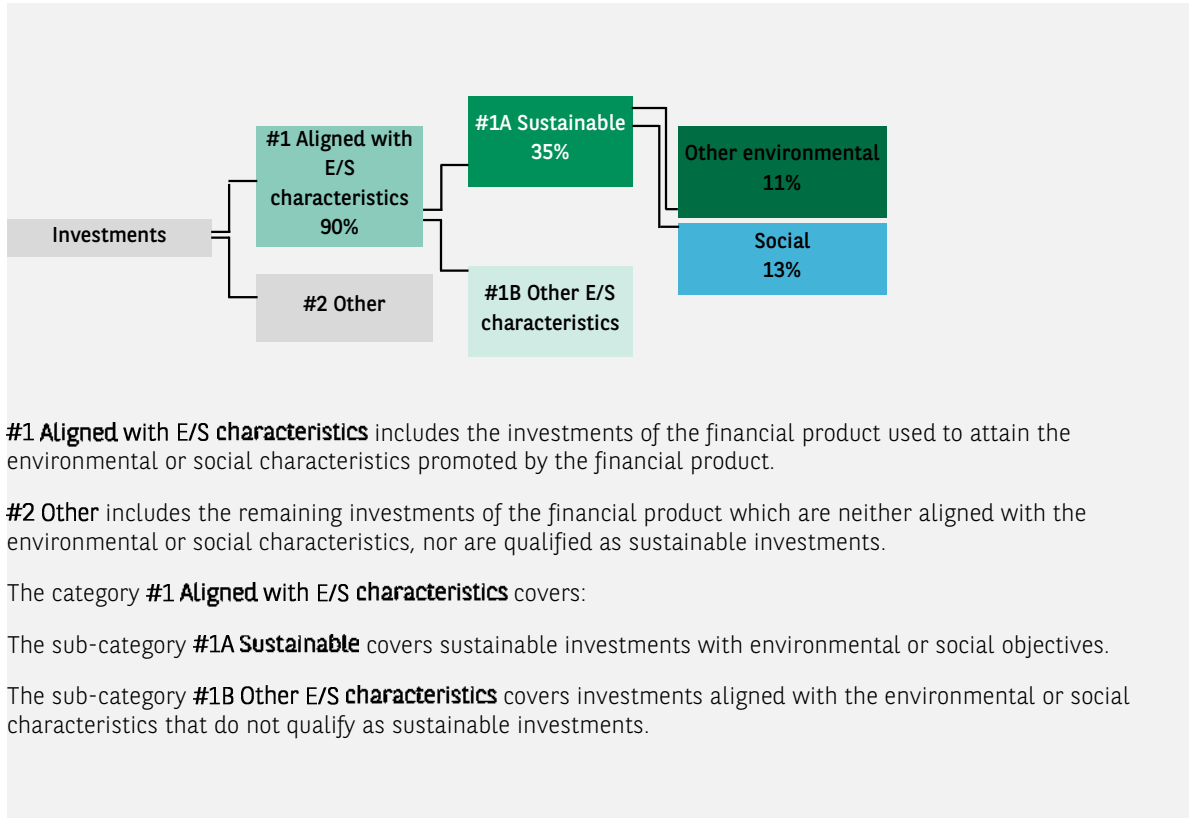 Investments
#1 Aligned with
E/S
characteristics
90%
#2 Other
#1A Sustainable
35%
#1B Other E/S
characteristics
Other environmental
11%
Social
13%
#1 Aligned with E/S characteristics includes the investments of the financial product used to attain the
environmental or social characteristics promoted by the financial product.
#2 Other includes the remaining investments of the financial product which are neither aligned with the
environmental or social characteristics, nor are qualified as sustainable investments.
The category #1 Aligned with E/S characteristics covers:
The sub-category #1A Sustainable covers sustainable investments with environmental or social objectives.
The sub-category #1B Other E/S characteristics covers investments aligned with the environmental or social
characteristics that do not qualify as sustainable investments.